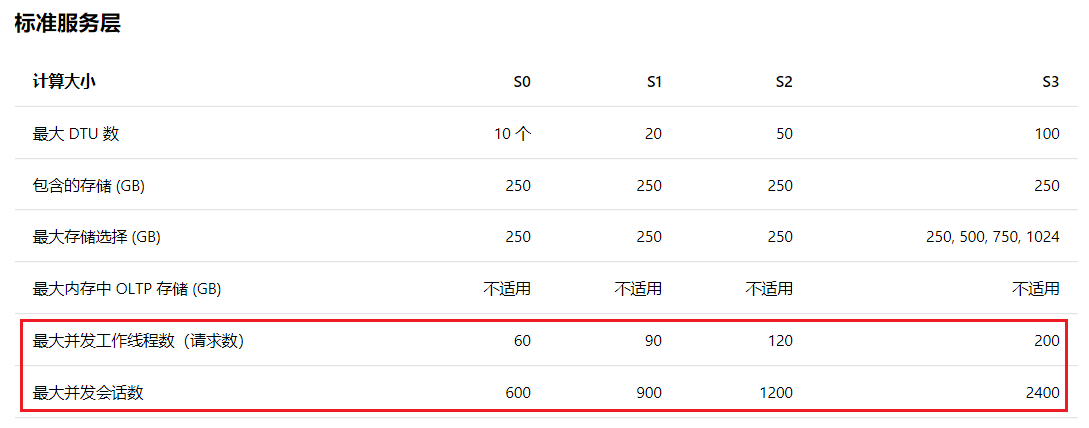 标准服务层
计算大小 S0 S1 S2 S3
最大 DTU 数 10 个 20 50 100
包含的存储 (GB) 250 250 250 250
最大存储选择 (GB) 250 250 250 250, 500, 750, 1024
最大内存中 OLTP 存储 (GB) 不适用 不适用 不适用 不适用
最大并发工作线程数（请求数） 60 90 120 200
最大并发会话数 600 900 1200 2400